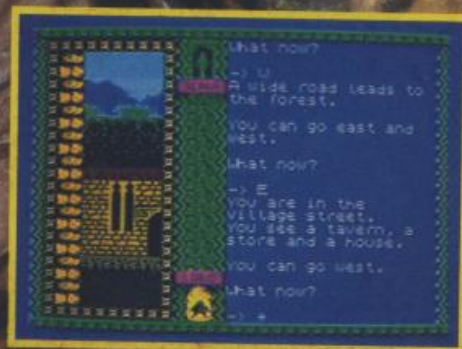 What now?
-> W
A wide road leads to
the forest.
You can go east and
west.
What now?
-> E
You are in the
village street.
You see a tavern, a
store and a house.
You can go west.
What now?
-> +